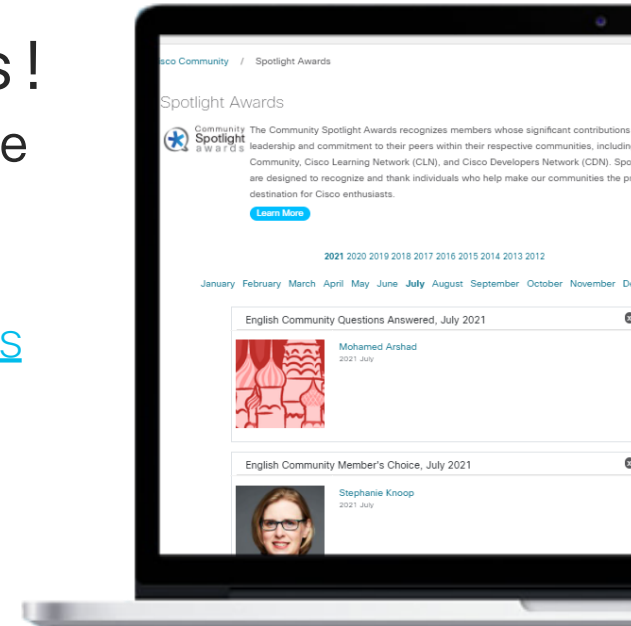 s!
e
s
sco Community / Spotlight Awards
Spotlight Awards
Community
Spotlight
awards
The Community Spotlight Awards recognizes members whose significant contributions
leadership and commitment to their peers within their respective communities, includin
Community, Cisco Learning Network (CLN), and Cisco Developers Network (CDN). Spo
are designed to recognize and thank individuals who help make our communities the p
destination for Cisco enthusiasts.
Learn More
2021 2020 2019 2018 2017 2016 2015 2014 2013 2012
January February March April May June July August September October November De
English Community Questions Answered, July 2021
Mohamed Arshad
2021 July
English Community Member's Choice, July 2021
Stephanie Knoop
2021 July